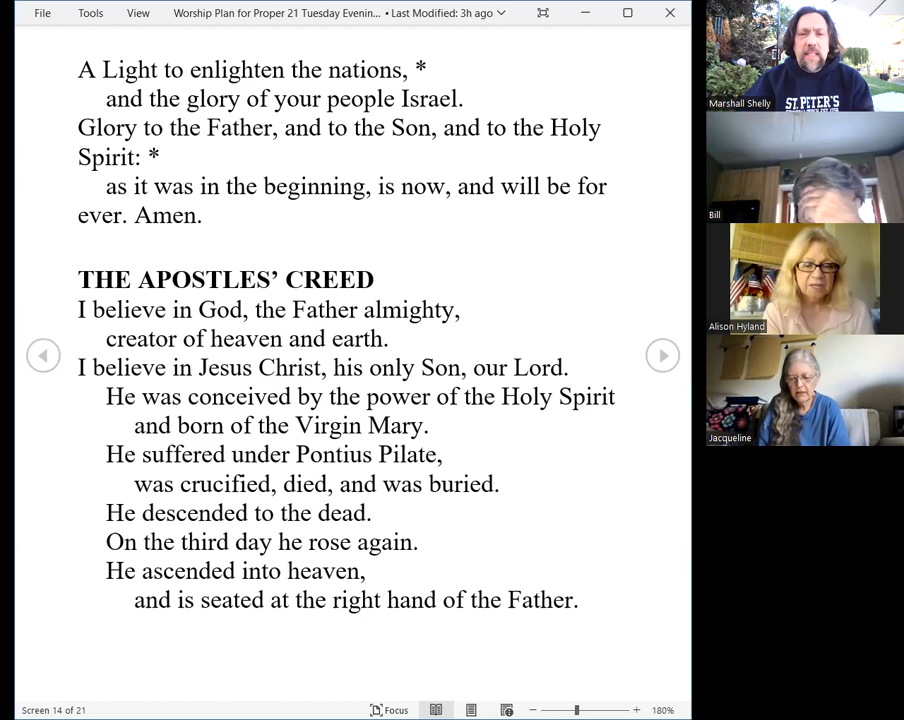 File Tools View Worship Plan for Proper 21 Tuesday Evenin... • Last Modified: 3h ago
A Light to enlighten the nations, *
and the glory of your people Israel.
Glory to the Father, and to the Son, and to the Holy
Spirit: *
as it was in the beginning, is now, and will be for
ever. Amen.
THE APOSTLES’ CREED
I believe in God, the Father almighty,
creator of heaven and earth.
I believe in Jesus Christ, his only Son, our Lord.
He was conceived by the power of the Holy Spirit
and born of the Virgin Mary.
He suffered under Pontius Pilate,
was crucified, died, and was buried.
He descended to the dead.
On the third day he rose again.
He ascended into heaven,
and is seated at the right hand of the Father.
Screen 14 of 21 Focus 180%
ST. PETER'S
Marshall Shelly
Bill
Alison Hyland
Jacqueline